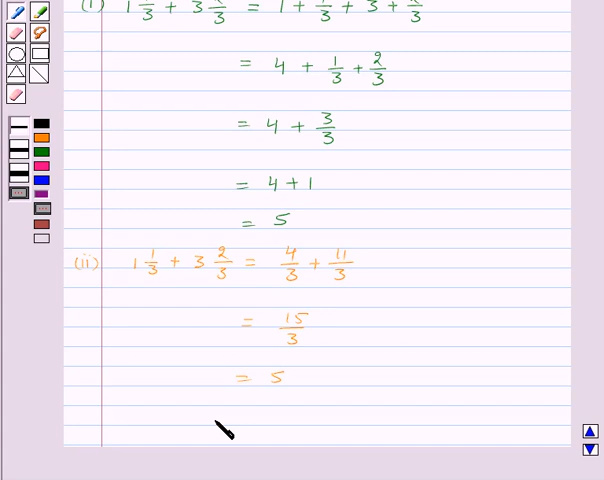 (i) 1 1/3 + 3 2/3 = 1 + 1/3 + 3 + 2/3
= 4 + 1/3 + 2/3
= 4 + 3/3
= 4 + 1
= 5
(ii) 1 1/3 + 3 2/3 = 4/3 + 11/3
= 15/3
= 5